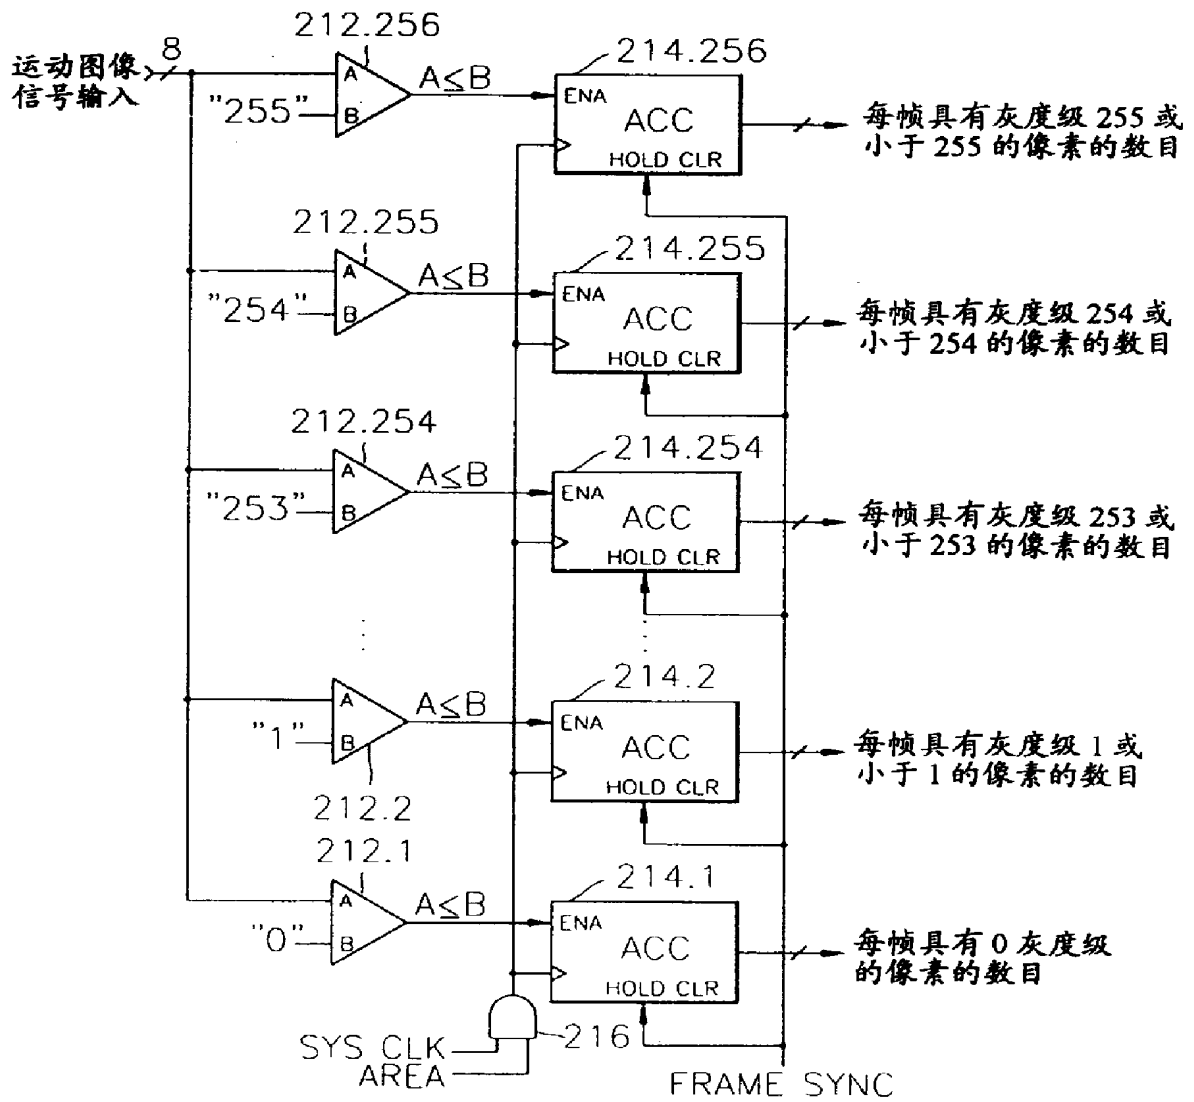 212.256
8
运动图像
信号输入
A
"255"
B
A≤B
214.256
ENA
ACC
HOLD CLR
每帧具有灰度级 255 或
小于 255 的像素的数目
212.255
A
"254"
B
A≤B
214.255
ENA
ACC
HOLD CLR
每帧具有灰度级 254 或
小于 254 的像素的数目
212.254
A
"253"
B
A≤B
214.254
ENA
ACC
HOLD CLR
每帧具有灰度级 253 或
小于 253 的像素的数目
A
"1"
B
212.2
A≤B
214.2
ENA
ACC
HOLD CLR
每帧具有灰度级 1 或
小于 1 的像素的数目
212.1
A
"0"
B
A≤B
214.1
ENA
ACC
HOLD CLR
每帧具有 0 灰度级
的像素的数目
216
SYS CLK
AREA
FRAME SYNC